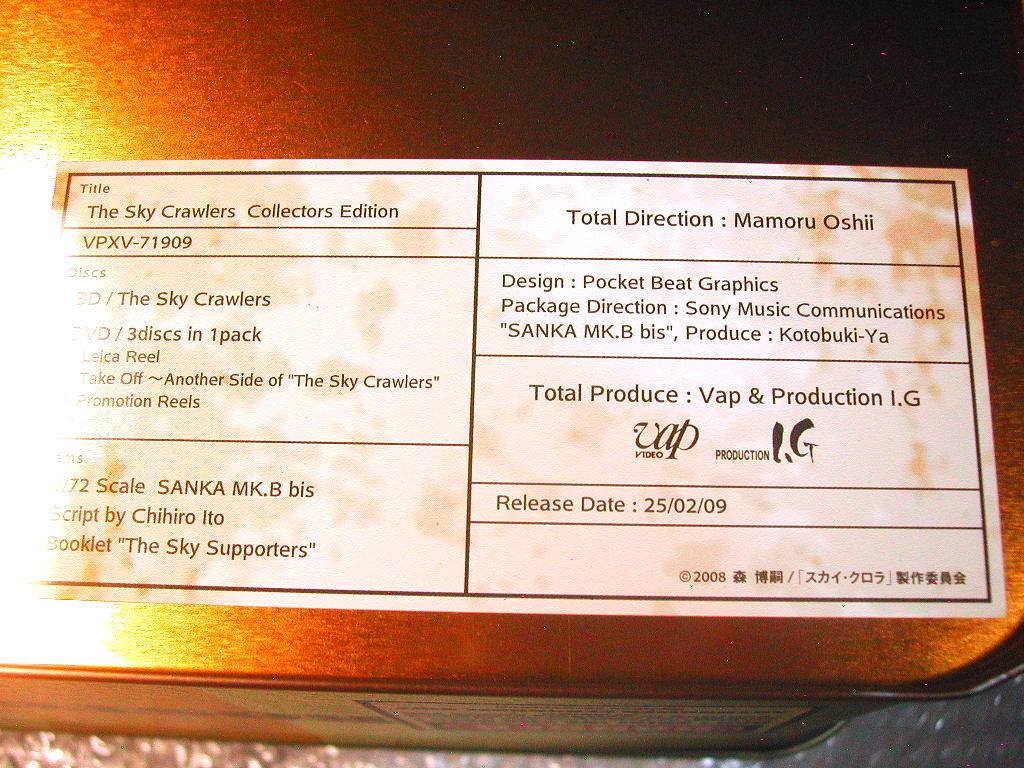 Title
The Sky Crawlers Collectors Edition
VPXV-71909
Discs
BD / The Sky Crawlers
DVD / 3discs in 1pack
Leica Reel
Take Off ～Another Side of "The Sky Crawlers"
Promotion Reels
1/72 Scale SANKA MK.B bis
Script by Chihiro Ito
Booklet "The Sky Supporters"
Total Direction : Mamoru Oshii
Design : Pocket Beat Graphics
Package Direction : Sony Music Communications
"SANKA MK.B bis", Produce : Kotobuki-Ya
Total Produce : Vap & Production I.G
vap VIDEO PRODUCTION I.G
Release Date : 25/02/09
©2008 森 博嗣 /「スカイ・クロラ」製作委員会